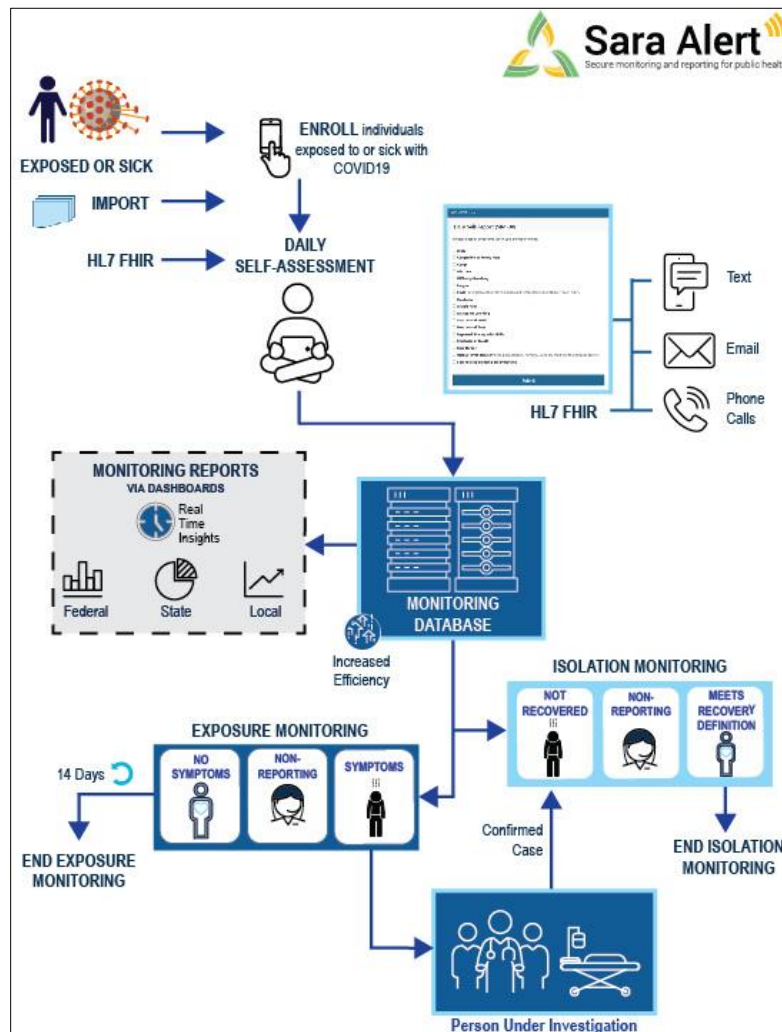 Sara Alert
Secure monitoring and reporting for public heal
EXPOSED OR SICK
ENROLL individuals
exposed to or sick with
COVID19
IMPORT
HL7 FHIR
DAILY
SELF-ASSESSMENT
Text
Email
Phone
Calls
HL7 FHIR
MONITORING REPORTS
VIA DASHBOARDS
Real
Time
Insights
Federal
State
Local
MONITORING
DATABASE
Increased
Efficiency
ISOLATION MONITORING
NOT
RECOVERED
NON-
REPORTING
MEETS
RECOVERY
DEFINITION
EXPOSURE MONITORING
NO
SYMPTOMS
NON-
REPORTING
SYMPTOMS
14 Days
END EXPOSURE
MONITORING
Confirmed
Case
END ISOLATION
MONITORING
Person Under Investigation